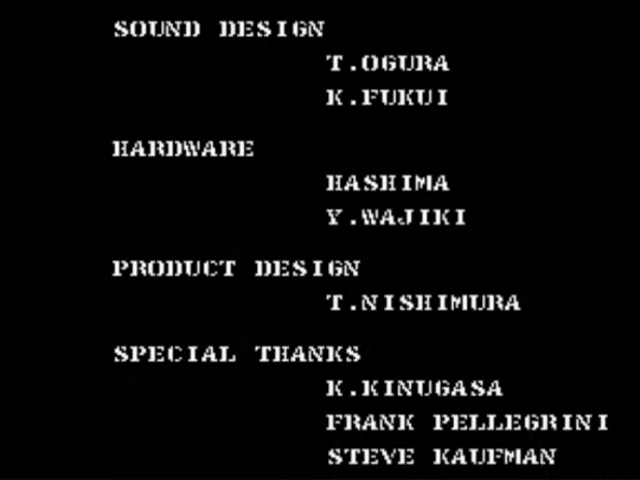 SOUND DESIGN
T.OGURA
K.FUKUI
HARDWARE
HASHIMA
Y.WAJIKI
PRODUCT DESIGN
T.NISHIMURA
SPECIAL THANKS
K.KINUGASA
FRANK PELLEGRINI
STEVE KAUFMAN